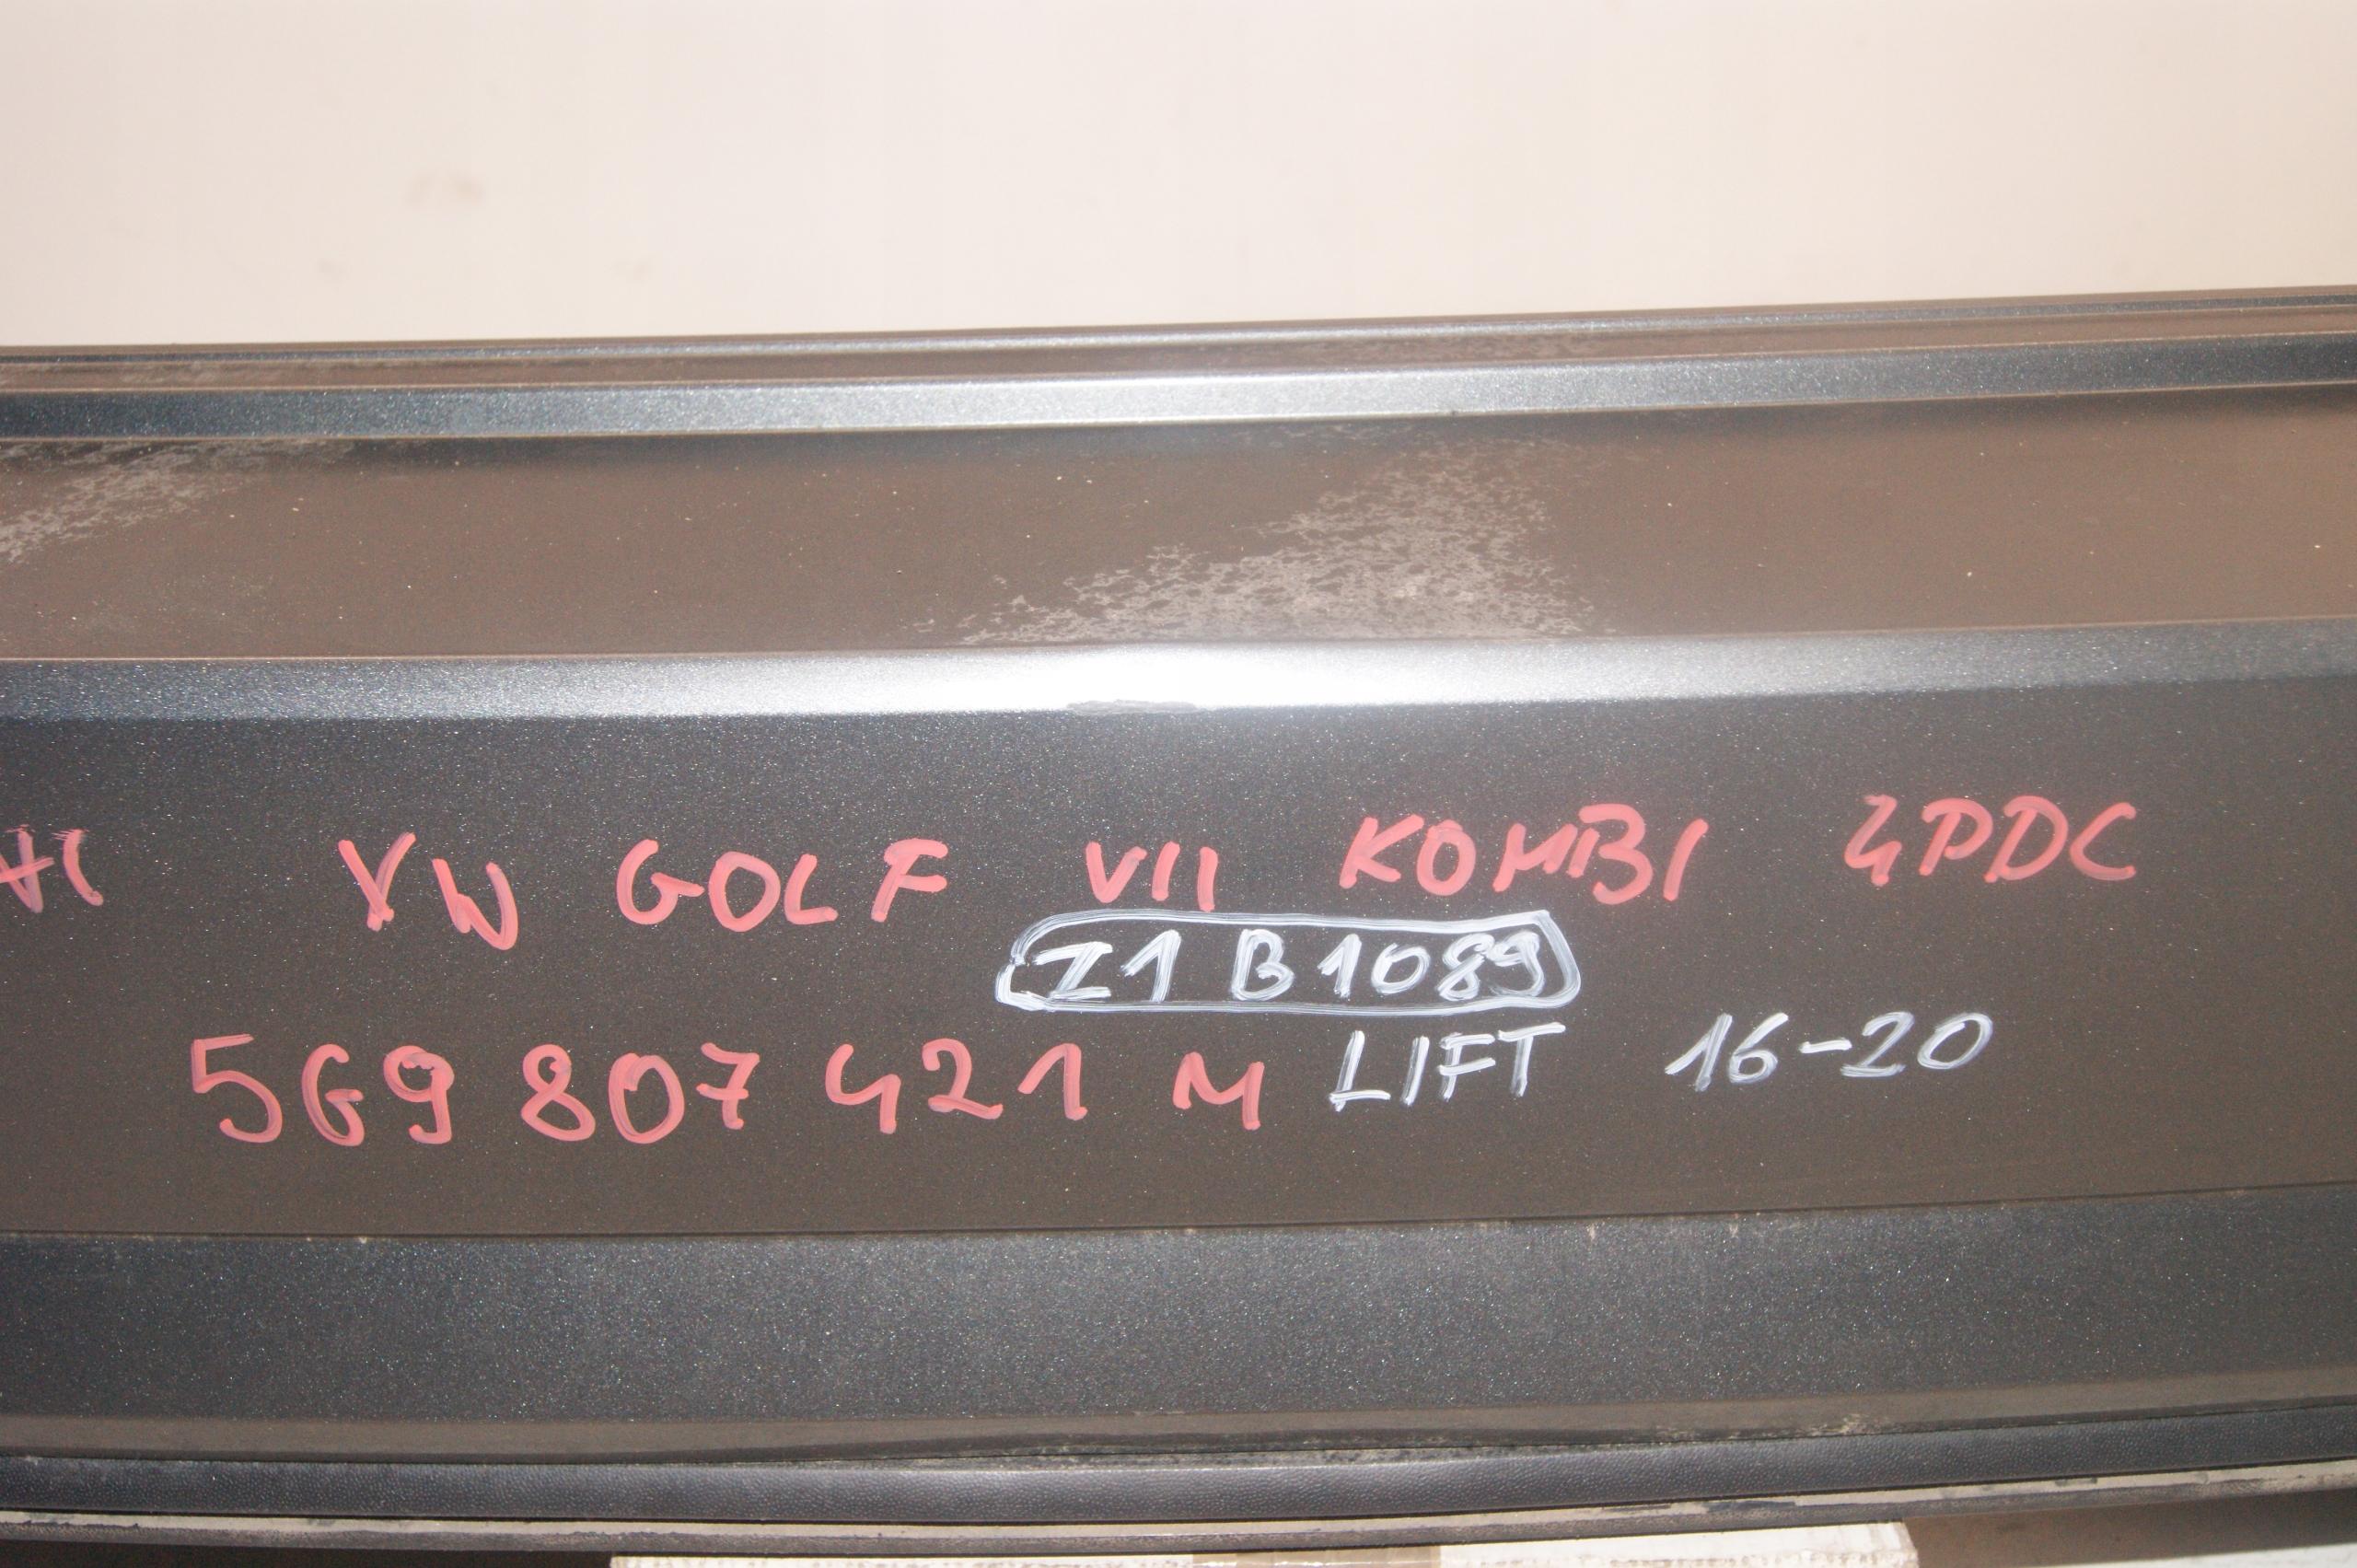 VW GOLF VII KOMBI 4PDC
Z1 B1089
5G9 807 421 M LIFT 16-20